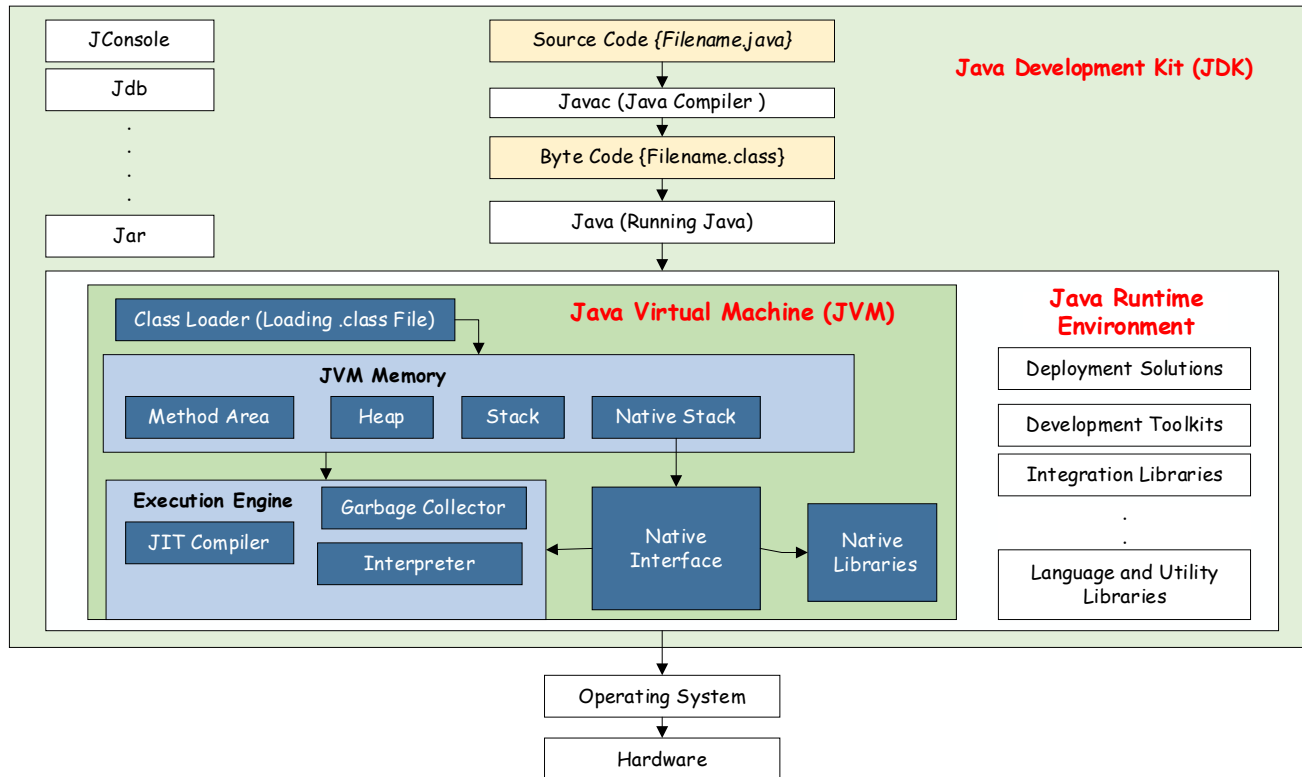 JConsole
Source Code {Filename.java}
Java Development Kit (JDK)
Jdb
Javac (Java Compiler )
.
.
.
.
Byte Code {Filename.class}
Jar
Java (Running Java)
Class Loader (Loading .class File)
Java Virtual Machine (JVM)
Java Runtime
Environment
JVM Memory
Method Area
Heap
Stack
Native Stack
Execution Engine
Garbage Collector
JIT Compiler
Interpreter
Native
Interface
Native
Libraries
Deployment Solutions
Development Toolkits
Integration Libraries
.
.
Language and Utility
Libraries
Operating System
Hardware